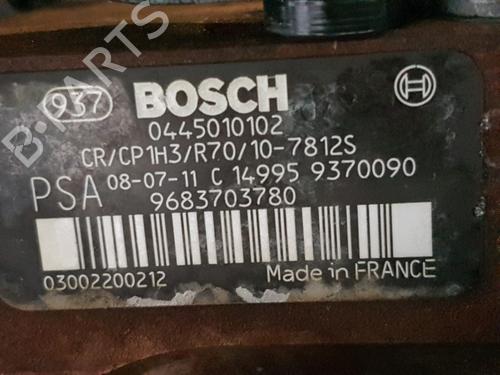 B-PARTS
937 BOSCH
0445010102
CR/CP1H3/R70/10-7812S
PSA 08-07-11 C 14995 9370090
9683703780
03002200212 Made in FRANCE